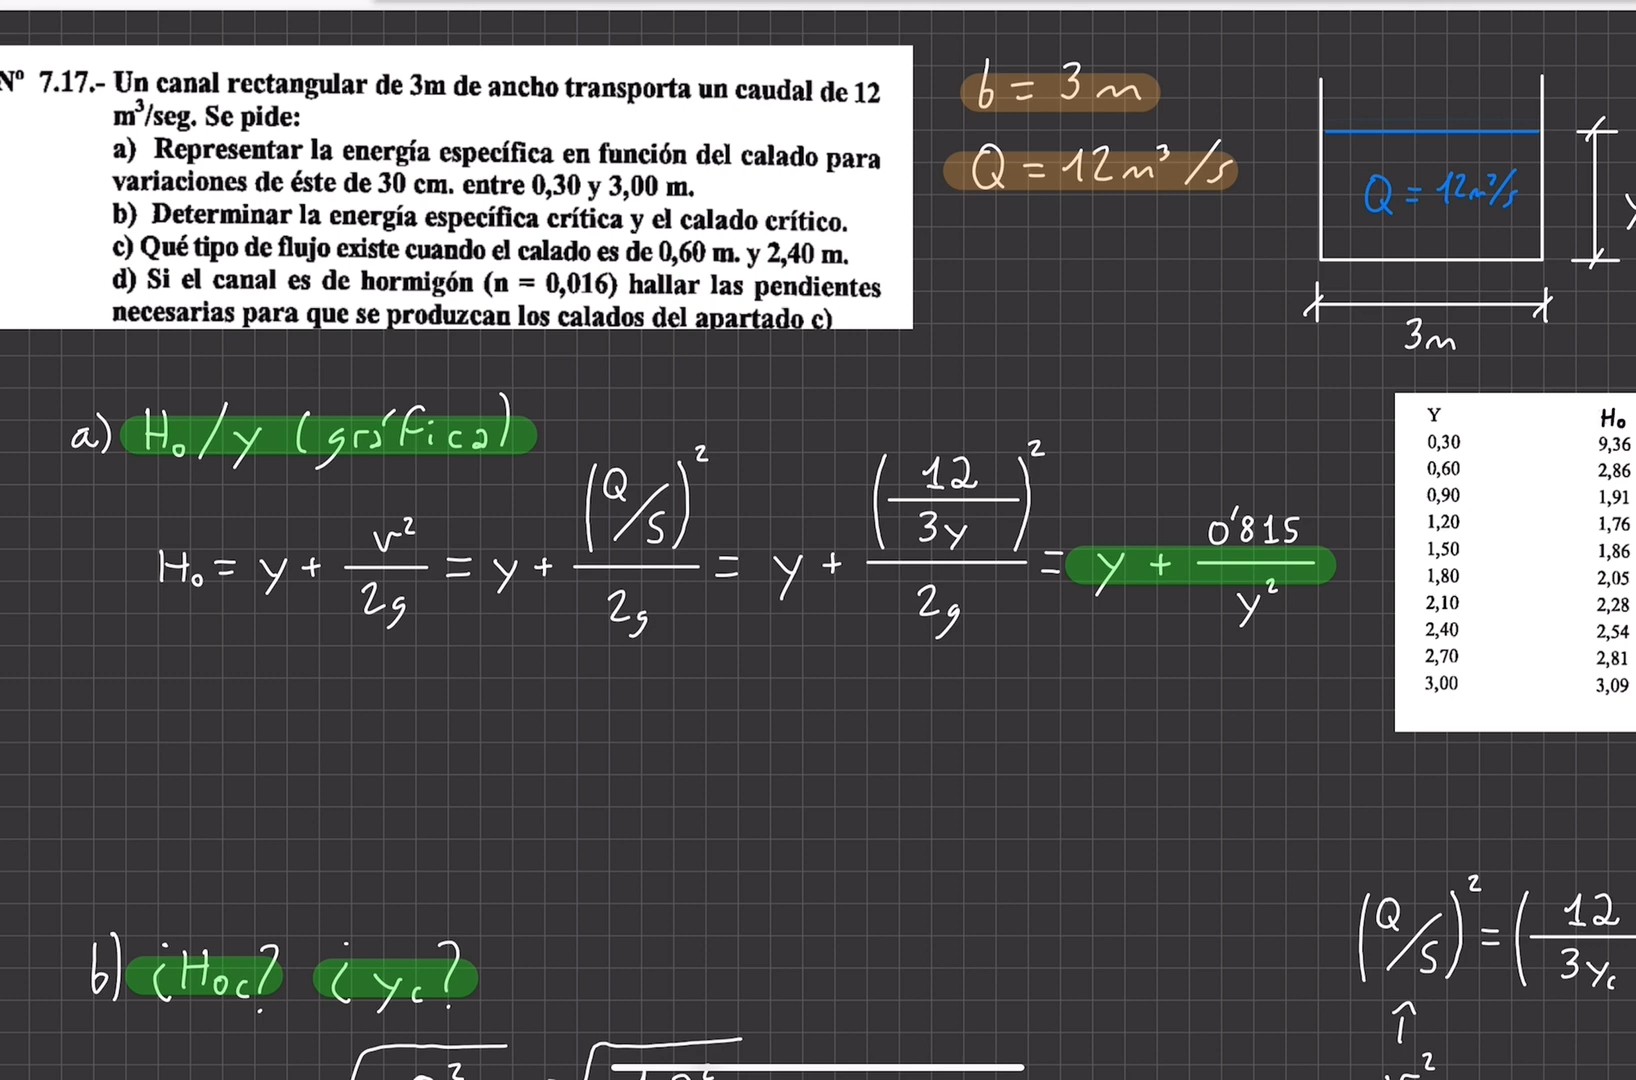 Nº 7.17.- Un canal rectangular de 3m de ancho transporta un caudal de 12
m³/seg. Se pide:
a) Representar la energía específica en función del calado para
variaciones de éste de 30 cm. entre 0,30 y 3,00 m.
b) Determinar la energía específica crítica y el calado crítico.
c) Qué tipo de flujo existe cuando el calado es de 0,60 m. y 2,40 m.
d) Si el canal es de hormigón (n = 0,016) hallar las pendientes
necesarias para que se produzcan los calados del apartado c)
b = 3 m
Q = 12 m³/s
Q = 12 m³/s
y
3m
a) H₀/y (gráfica)
H₀ = y + v²/2g = y + (Q/S)²/2g = y + (12/3y)²/2g = y + 0'815/y²
Y H₀
0,30 9,36
0,60 2,86
0,90 1,91
1,20 1,76
1,50 1,86
1,80 2,05
2,10 2,28
2,40 2,54
2,70 2,81
3,00 3,09
b) ¿H₀c? ¿yc?
(Q/S)² = (12/3yc
↑